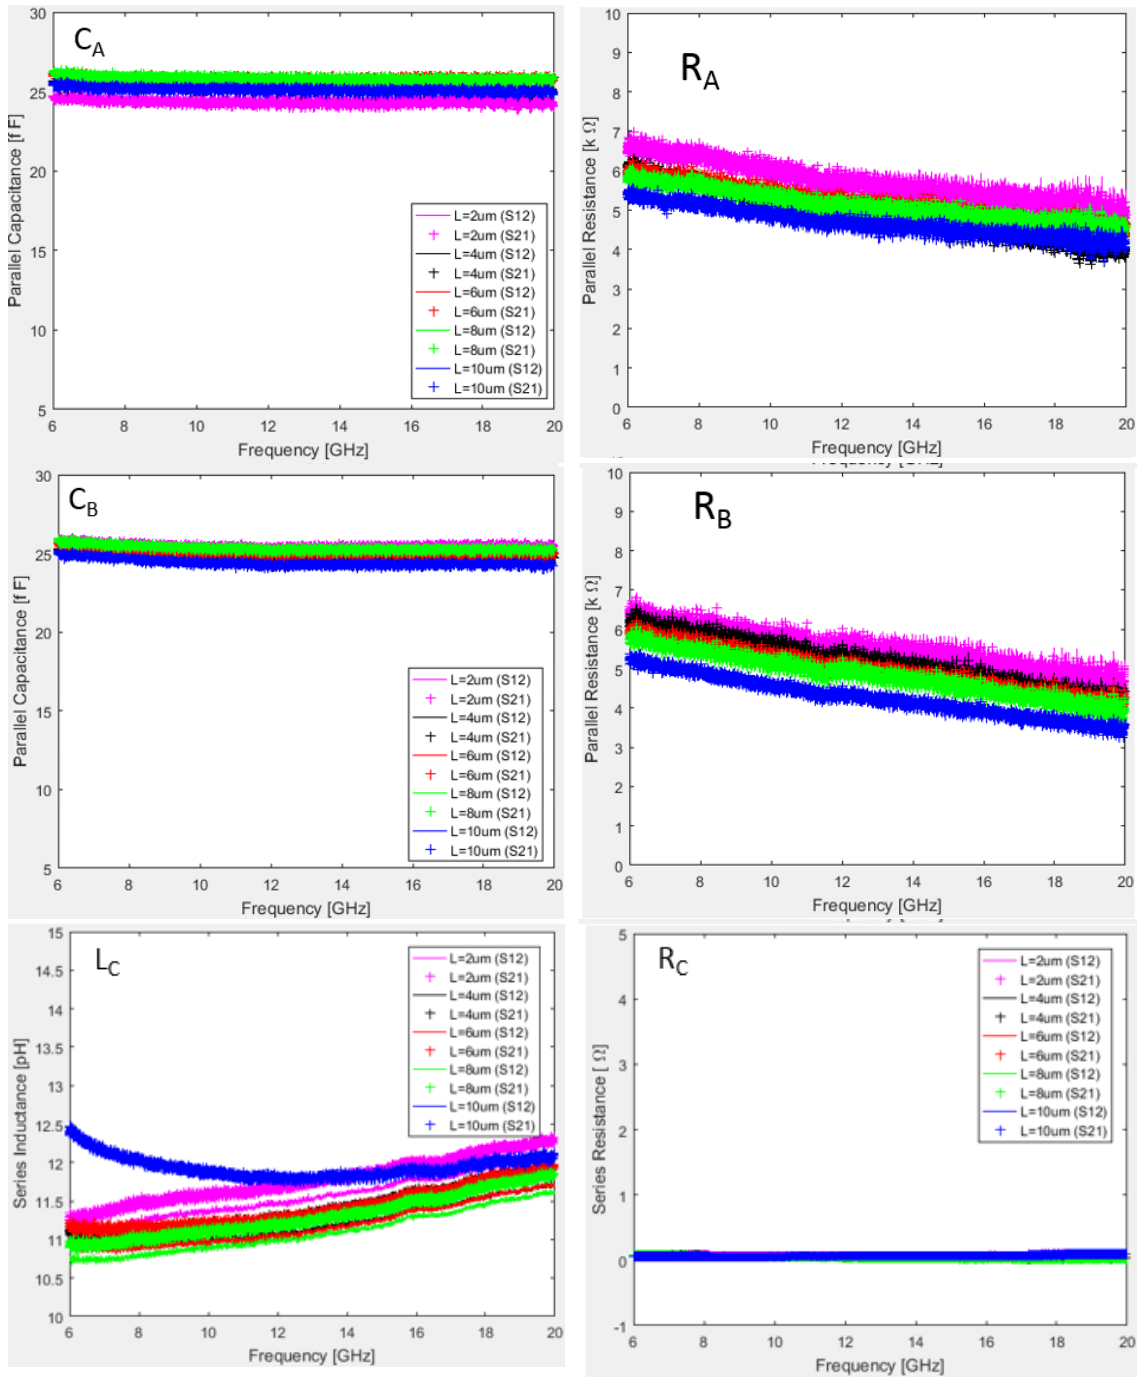 C_A
30
25
20
15
10
5
Parallel Capacitance [f F]
L=2um (S12)
L=2um (S21)
L=4um (S12)
L=4um (S21)
L=6um (S12)
L=6um (S21)
L=8um (S12)
L=8um (S21)
L=10um (S12)
L=10um (S21)
6 8 10 12 14 16 18 20
Frequency [GHz]
R_A
10
9
8
7
6
5
4
3
2
1
0
Parallel Resistance [k Ω]
6 8 10 12 14 16 18 20
Frequency [GHz]
C_B
30
25
20
15
10
5
Parallel Capacitance [f F]
L=2um (S12)
L=2um (S21)
L=4um (S12)
L=4um (S21)
L=6um (S12)
L=6um (S21)
L=8um (S12)
L=8um (S21)
L=10um (S12)
L=10um (S21)
6 8 10 12 14 16 18 20
Frequency [GHz]
R_B
10
9
8
7
6
5
4
3
2
1
0
Parallel Resistance [k Ω]
6 8 10 12 14 16 18 20
Frequency [GHz]
L_C
15
14.5
14
13.5
13
12.5
12
11.5
11
10.5
10
Series Inductance [pH]
L=2um (S12)
L=2um (S21)
L=4um (S12)
L=4um (S21)
L=6um (S12)
L=6um (S21)
L=8um (S12)
L=8um (S21)
L=10um (S12)
L=10um (S21)
6 8 10 12 14 16 18 20
Frequency [GHz]
R_C
5
4
3
2
1
0
-1
Series Resistance [ Ω]
L=2um (S12)
L=2um (S21)
L=4um (S12)
L=4um (S21)
L=6um (S12)
L=6um (S21)
L=8um (S12)
L=8um (S21)
L=10um (S12)
L=10um (S21)
6 8 10 12 14 16 18 20
Frequency [GHz]